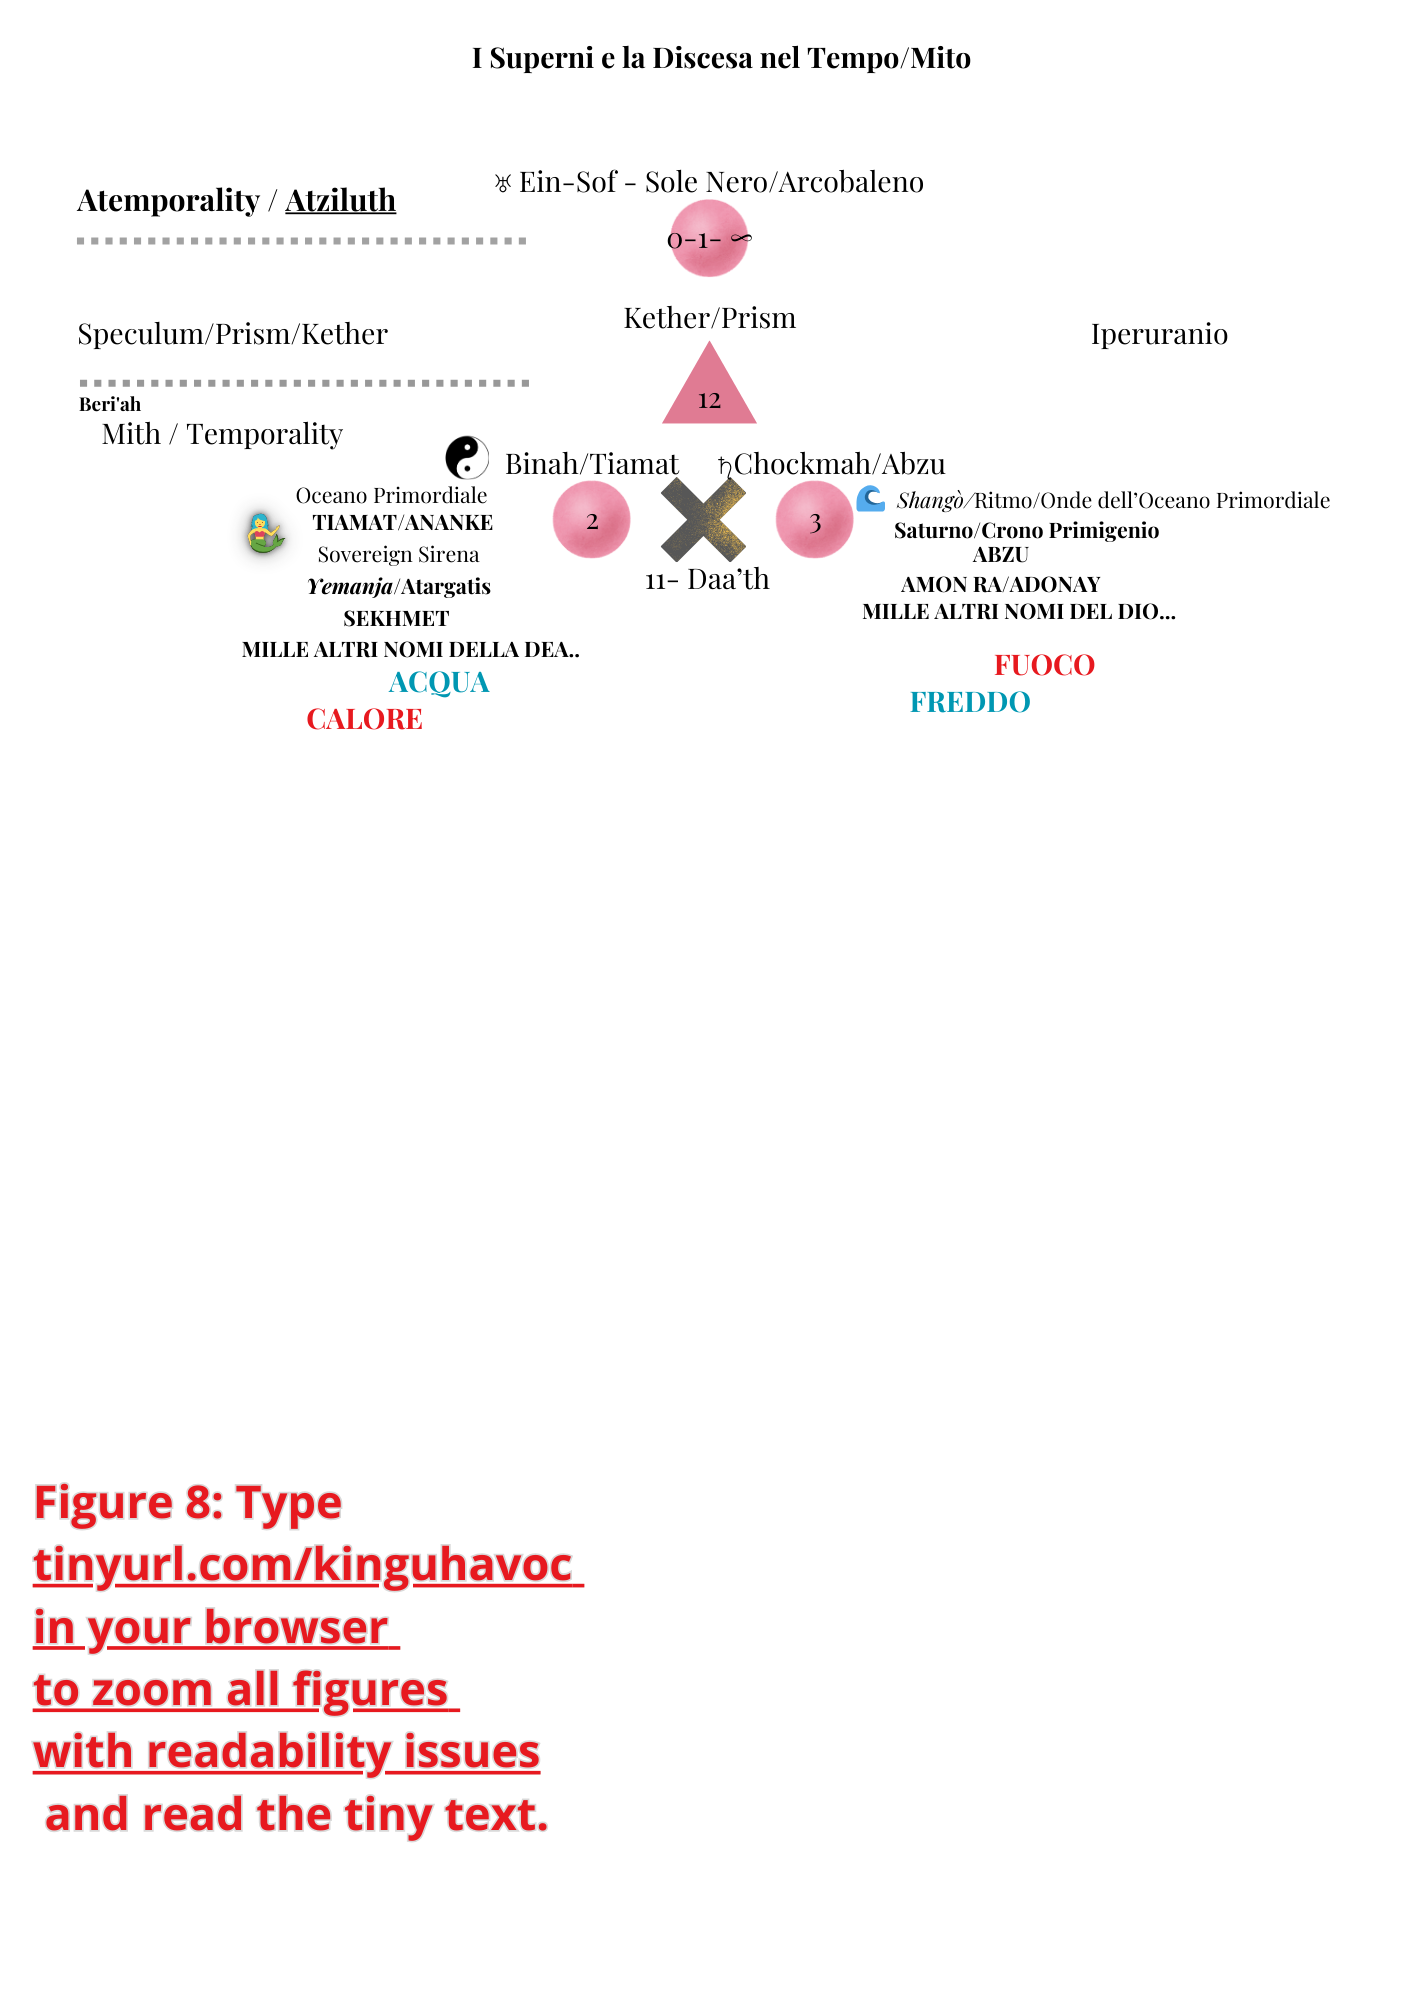 I Superni e la Discesa nel Tempo/Mito
♅ Ein-Sof - Sole Nero/Arcobaleno
Atemporality / Atziluth
0-1- ∞
Kether/Prism
Speculum/Prism/Kether
Iperuranio
12
Beri'ah
Mith / Temporality
Binah/Tiamat
♄Chockmah/Abzu
Oceano Primordiale
TIAMAT/ANANKE
Sovereign Sirena
Yemanja/Atargatis
SEKHMET
MILLE ALTRI NOMI DELLA DEA..
ACQUA
CALORE
2
3
11- Daa’th
Shangò/Ritmo/Onde dell’Oceano Primordiale
Saturno/Crono Primigenio
ABZU
AMON RA/ADONAY
MILLE ALTRI NOMI DEL DIO...
FUOCO
FREDDO
Figure 8: Type
tinyurl.com/kinguhavoc
in your browser
to zoom all figures
with readability issues
and read the tiny text.